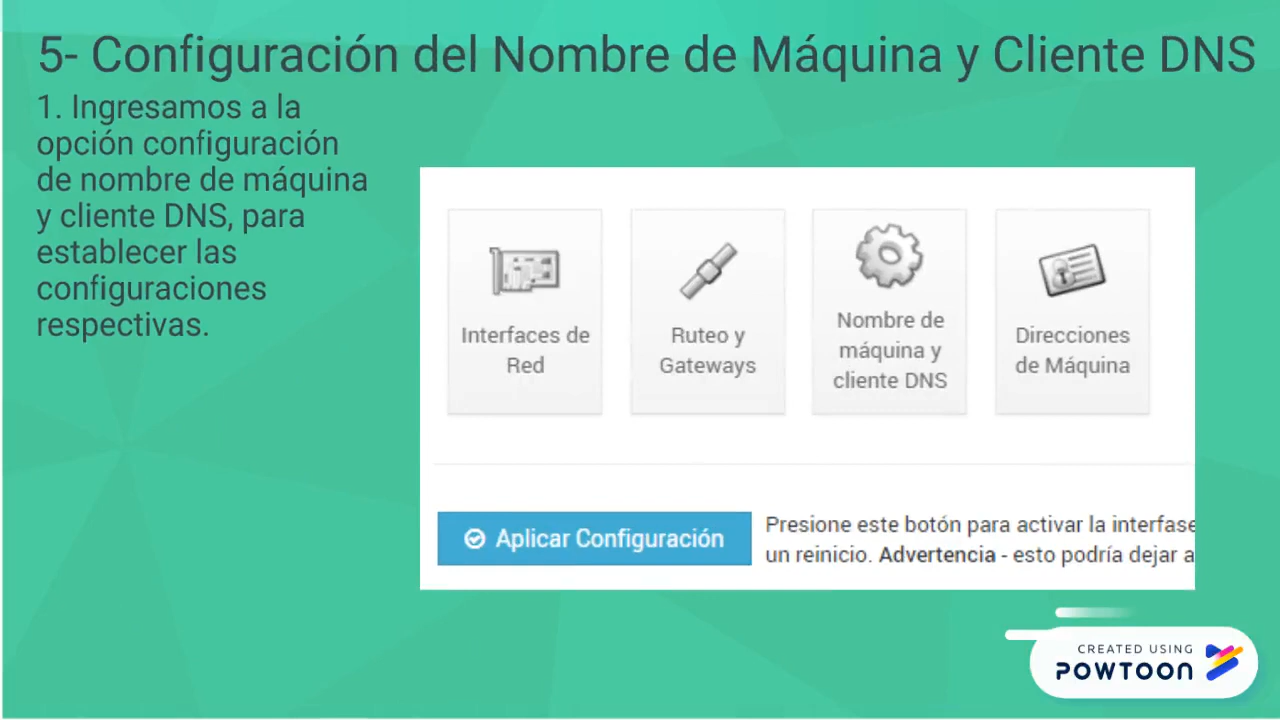 5- Configuración del Nombre de Máquina y Cliente DNS
1. Ingresamos a la
opción configuración
de nombre de máquina
y cliente DNS, para
establecer las
configuraciones
respectivas.
Interfaces de
Red
Ruteo y
Gateways
Nombre de
máquina y
cliente DNS
Direcciones
de Máquina
Aplicar Configuración
Presione este botón para activar la interfase
un reinicio. Advertencia - esto podría dejar a
CREATED USING
POWTOON